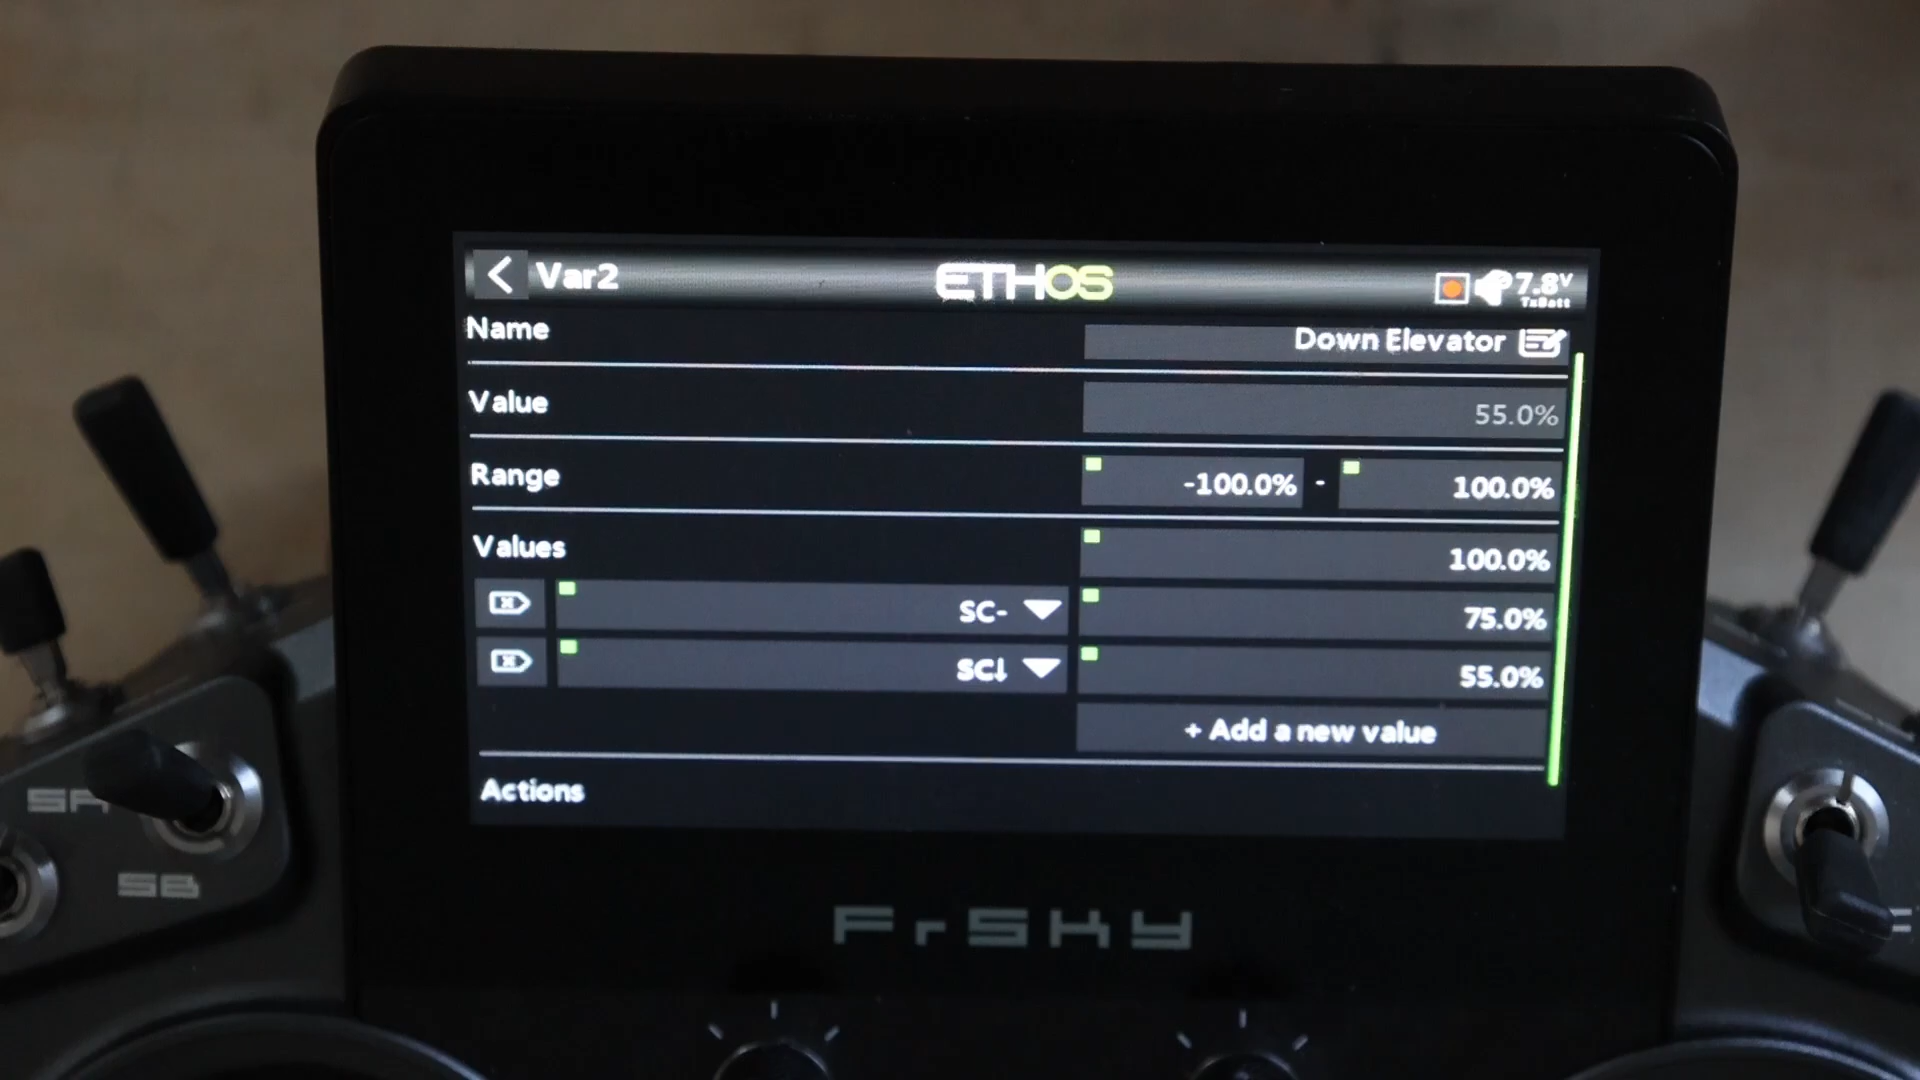 Var2
ETHOS
7.8V
TxBatt
Name
Down Elevator
Value
55.0%
Range
-100.0% - 100.0%
Values
100.0%
SC-
75.0%
SC↓
55.0%
+ Add a new value
Actions
FrSKY
SA
SB